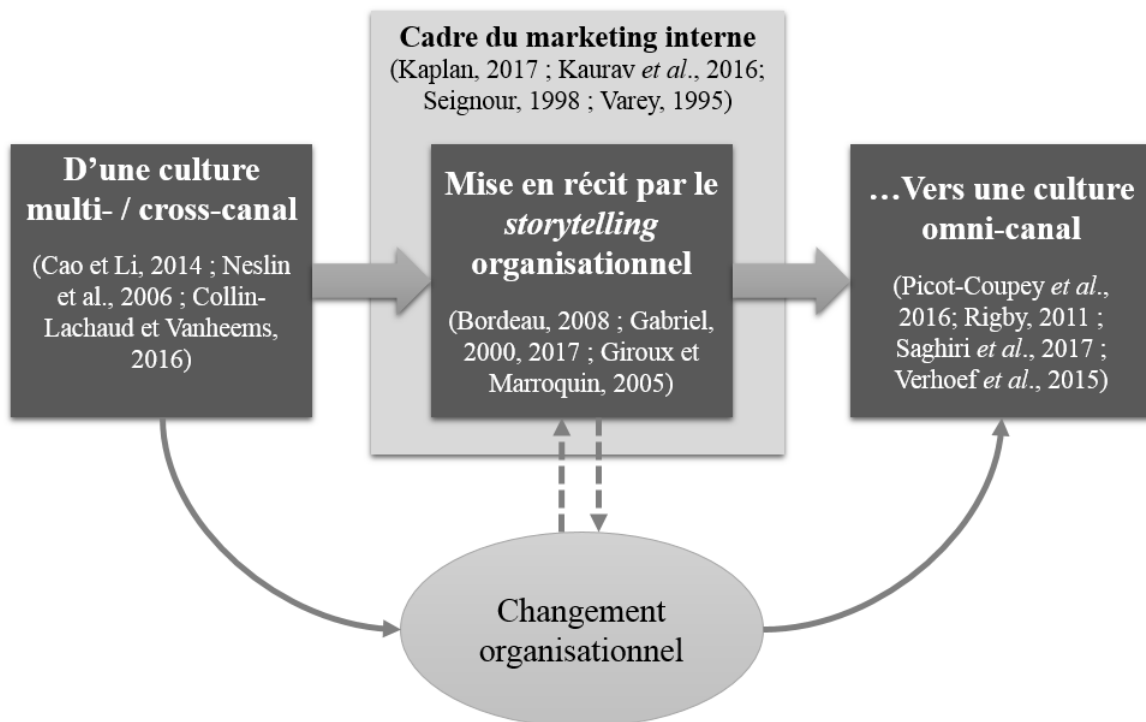 Cadre du marketing interne
(Kaplan, 2017 ; Kaurav et al., 2016;
Seignour, 1998 ; Varey, 1995)
D’une culture
multi- / cross-canal
(Cao et Li, 2014 ; Neslin
et al., 2006 ; Collin-
Lachaud et Vanheems,
2016)
Mise en récit par le
storytelling
organisationnel
(Bordeau, 2008 ; Gabriel,
2000, 2017 ; Giroux et
Marroquin, 2005)
…Vers une culture
omni-canal
(Picot-Coupey et al.,
2016; Rigby, 2011 ;
Saghiri et al., 2017 ;
Verhoef et al., 2015)
Changement
organisationnel